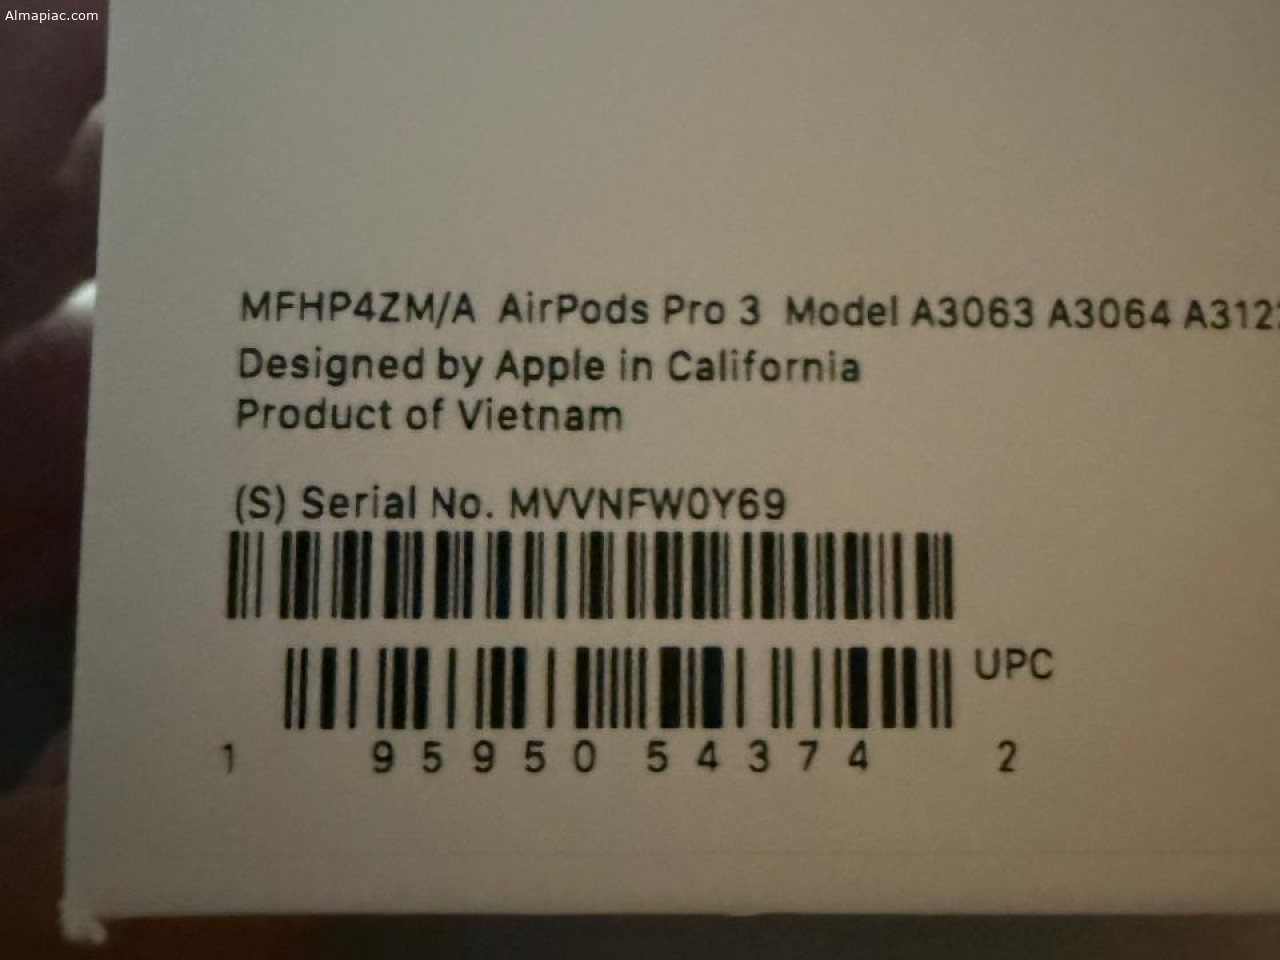 Almapiac.com
MFHP4ZM/A AirPods Pro 3 Model A3063 A3064 A312
Designed by Apple in California
Product of Vietnam
(S) Serial No. MVVNFW0Y69
UPC
1 95950 54374 2